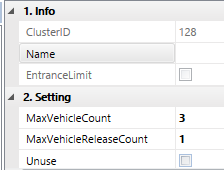 1. Info
ClusterID 128
Name
EntranceLimit
2. Setting
MaxVehicleCount 3
MaxVehicleReleaseCount 1
Unuse